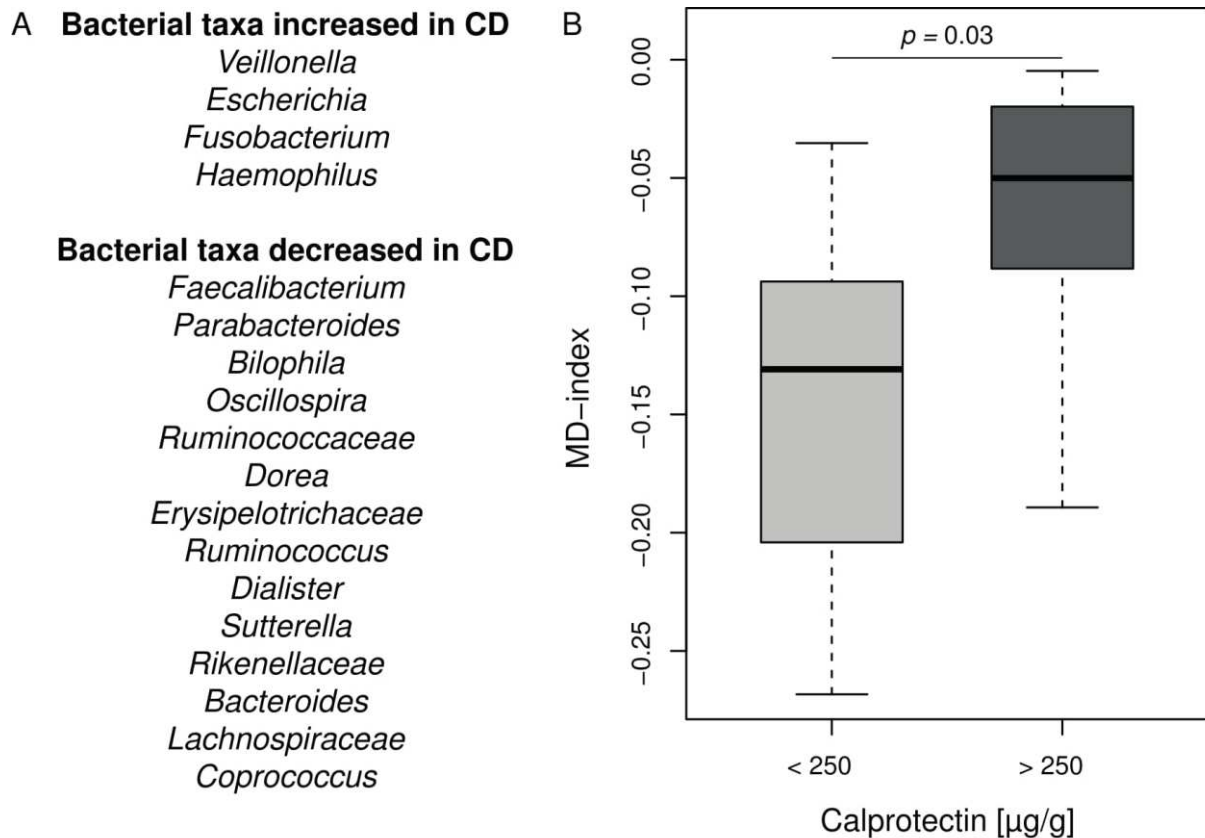 A
Bacterial taxa increased in CD
Veillonella
Escherichia
Fusobacterium
Haemophilus
Bacterial taxa decreased in CD
Faecalibacterium
Parabacteroides
Bilophila
Oscillospira
Ruminococcaceae
Dorea
Erysipelotrichaceae
Ruminococcus
Dialister
Sutterella
Rikenellaceae
Bacteroides
Lachnospiraceae
Coprococcus
B
p = 0.03
MD−index
0.00
−0.05
−0.10
−0.15
−0.20
−0.25
< 250
> 250
Calprotectin [µg/g]